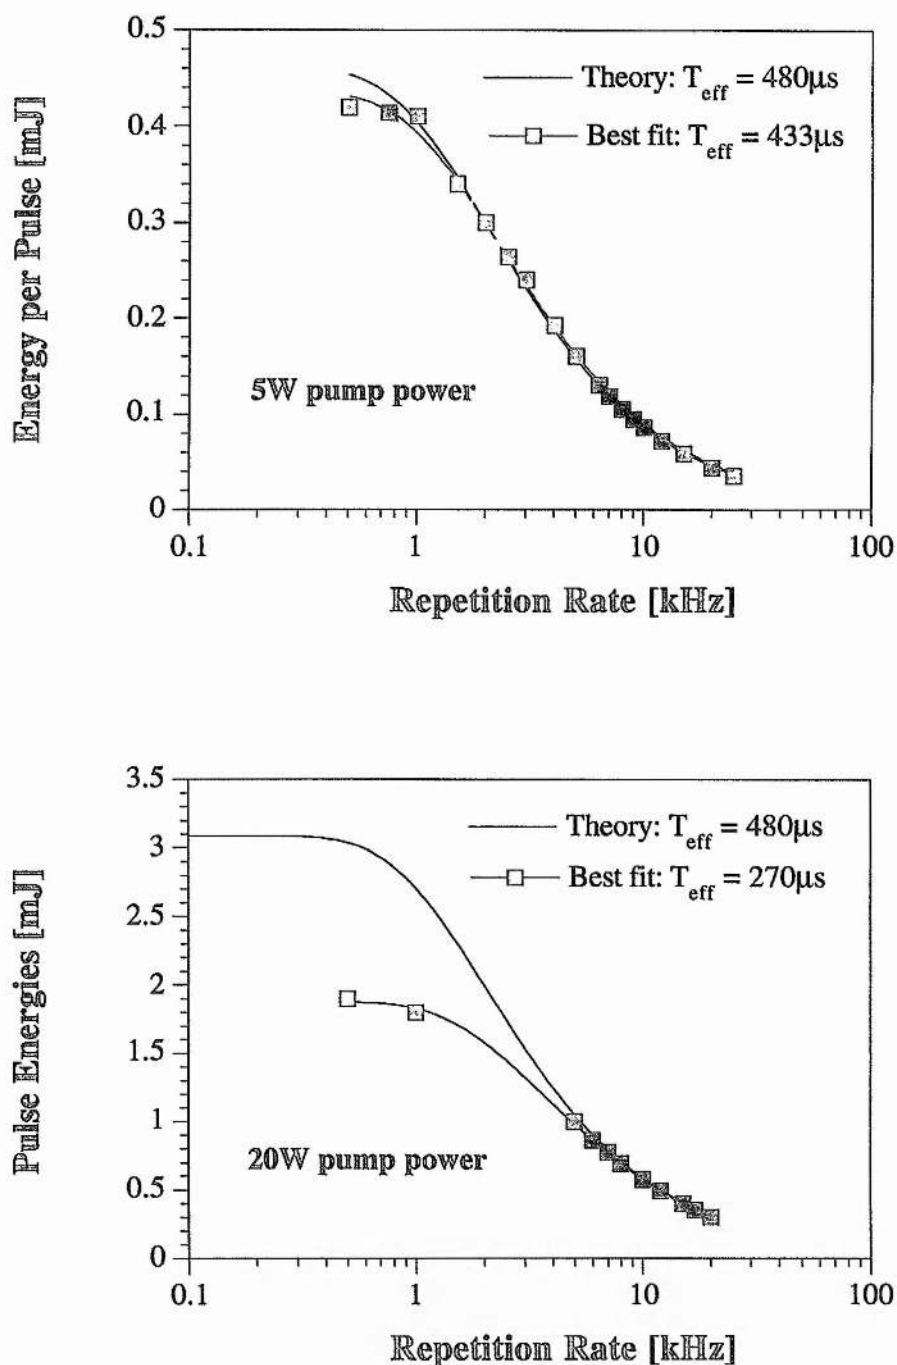 0.5
Theory: T_eff = 480µs
Best fit: T_eff = 433µs
0.4
0.3
0.2
0.1
0
Energy per Pulse [mJ]
5W pump power
0.1 1 10 100
Repetition Rate [kHz]
3.5
Theory: T_eff = 480µs
Best fit: T_eff = 270µs
3
2.5
2
1.5
1
0.5
0
Pulse Energies [mJ]
20W pump power
0.1 1 10 100
Repetition Rate [kHz]